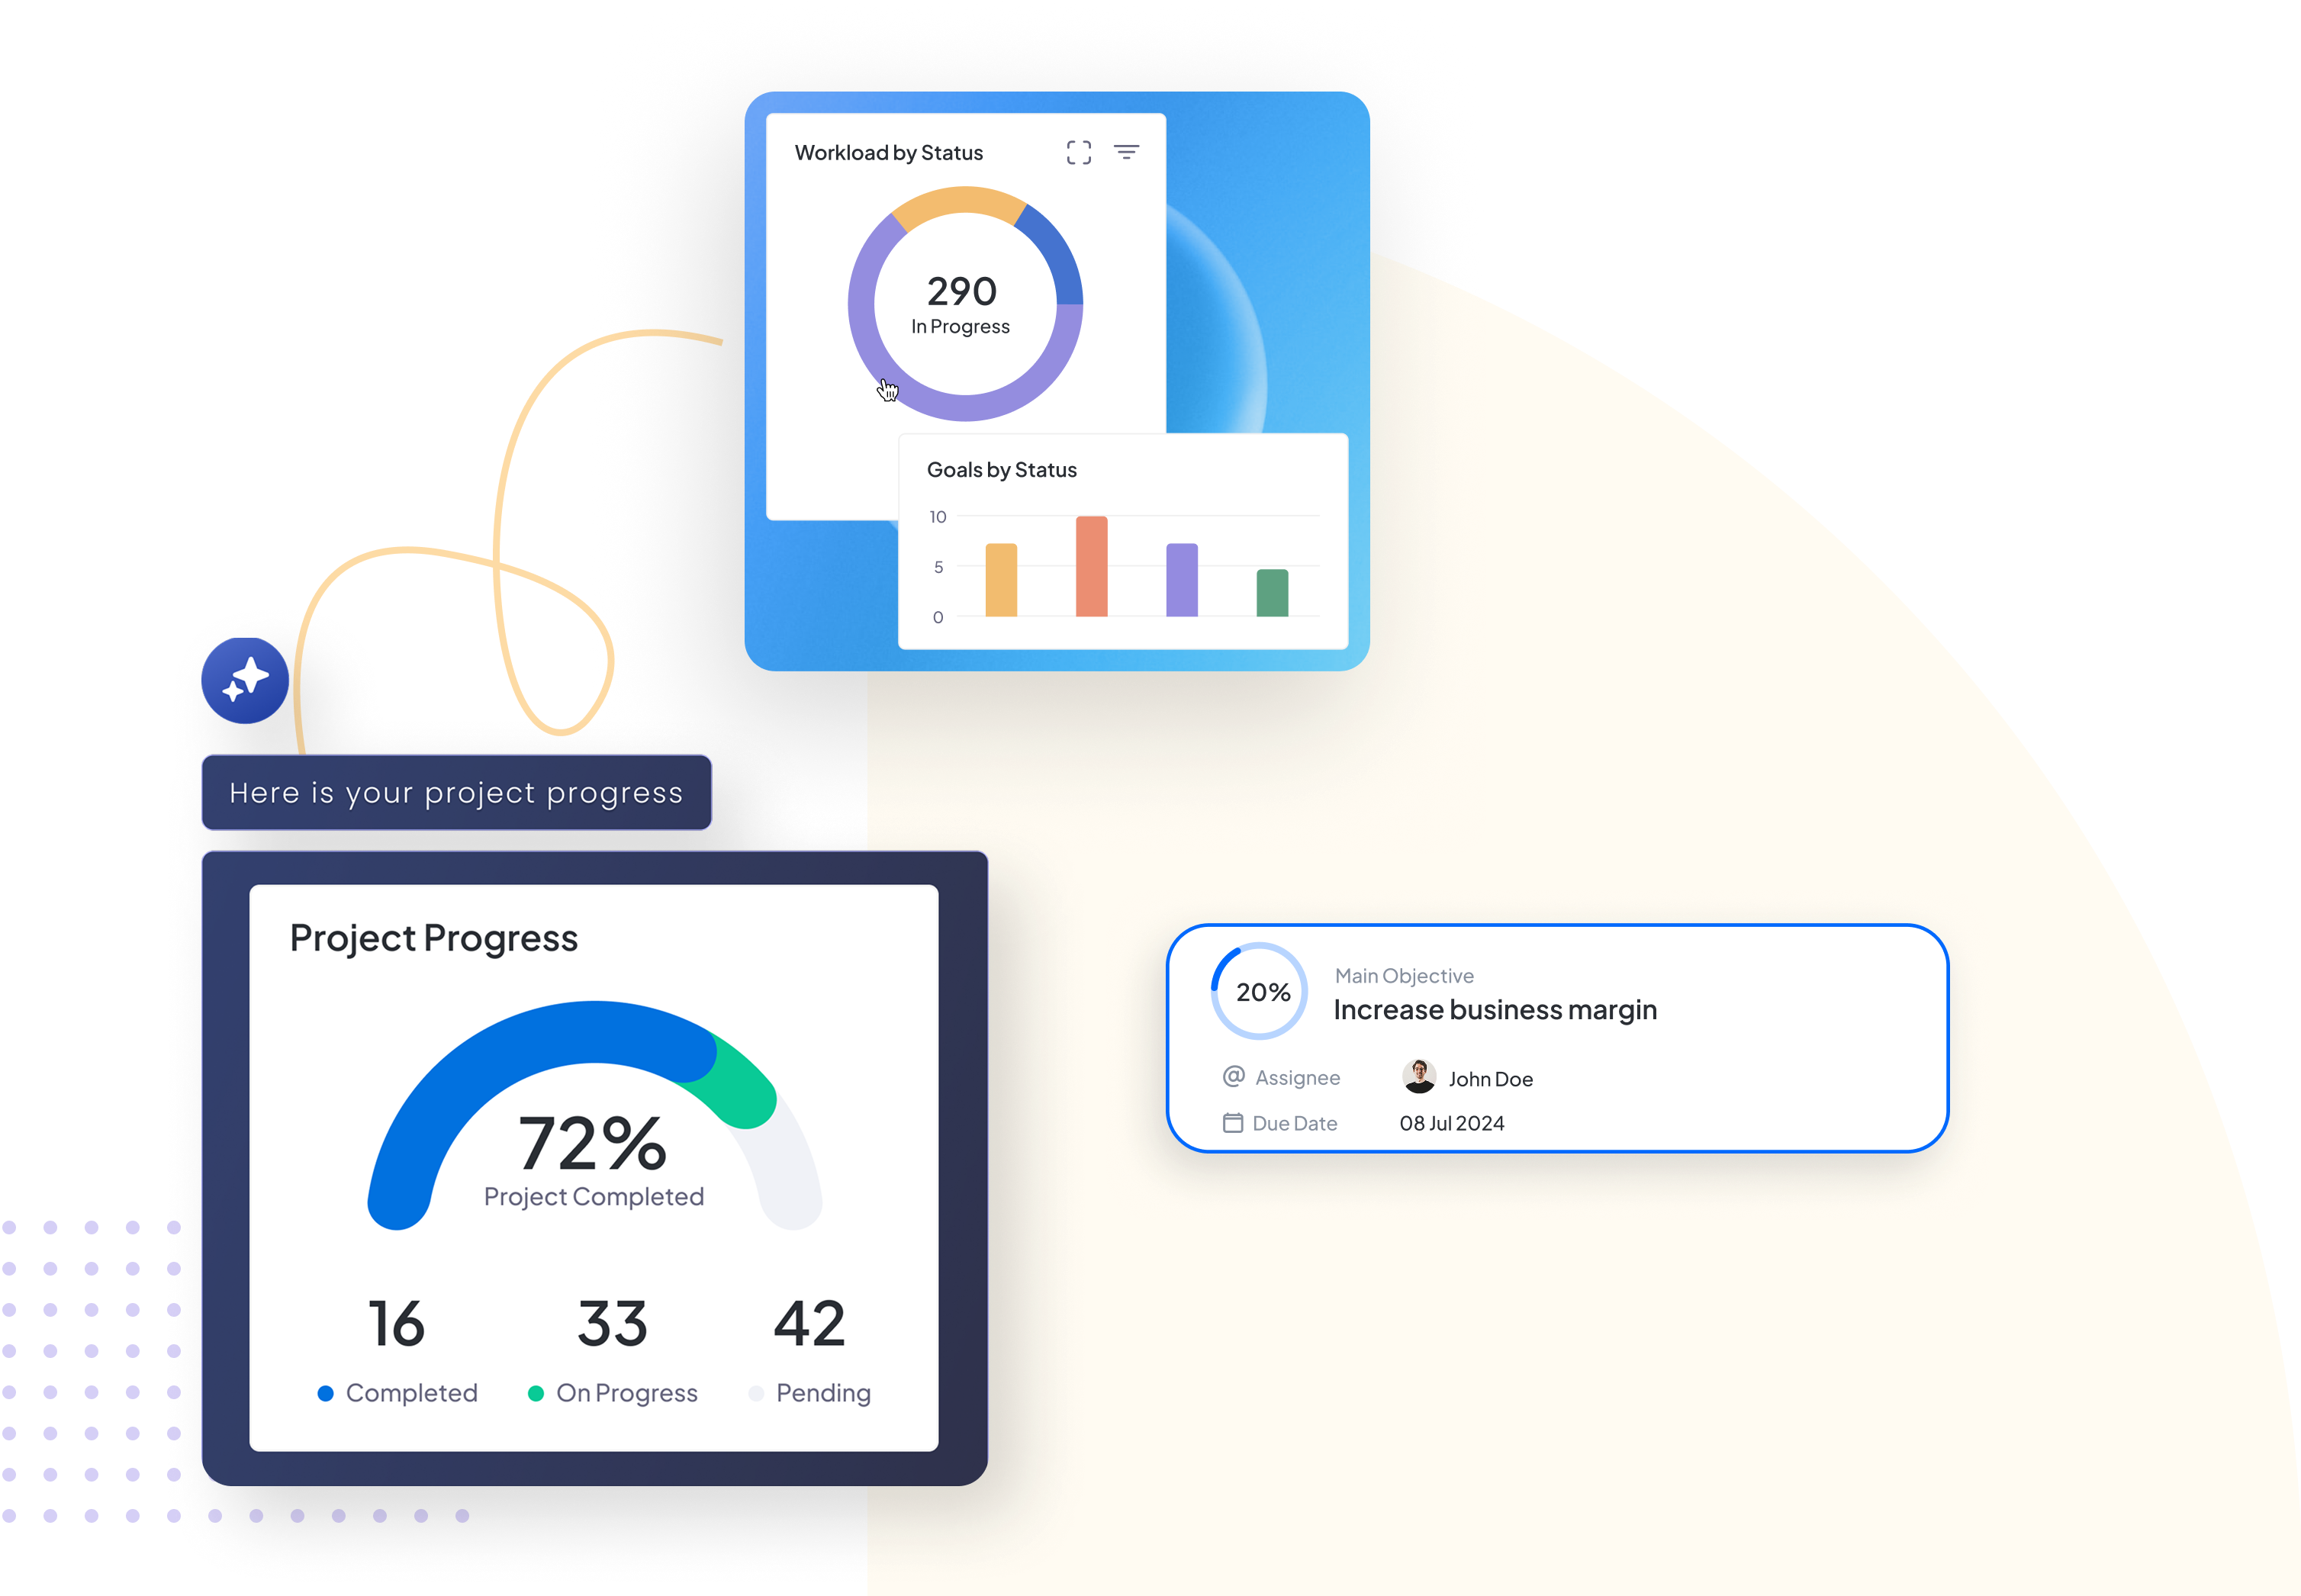 Workload by Status
290
In Progress
Goals by Status
10
5
0
Here is your project progress
Project Progress
72%
Project Completed
16 33 42
Completed On Progress Pending
20%
Main Objective
Increase business margin
@ Assignee John Doe
Due Date 08 Jul 2024